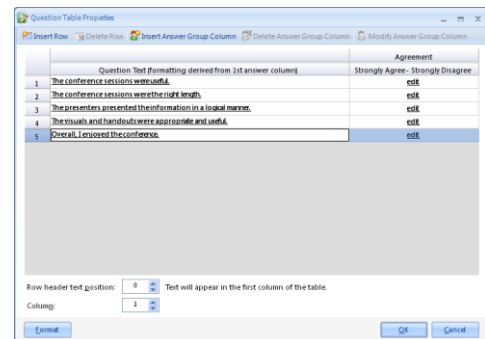 Question Table Properties
Insert Row Delete Row Insert Answer Group Column Delete Answer Group Column Modify Answer Group Column
Agreement
Question Text (formatting derived from 1st answer column) Strongly Agree - Strongly Disagree
1 The conference sessions were useful. edit
2 The conference sessions were the right length. edit
3 The presenters presented the information in a logical manner. edit
4 The visuals and handouts were appropriate and useful. edit
5 Overall, I enjoyed the conference. edit
Row header text position: 0 Text will appear in the first column of the table.
Column: 1
Format OK Cancel